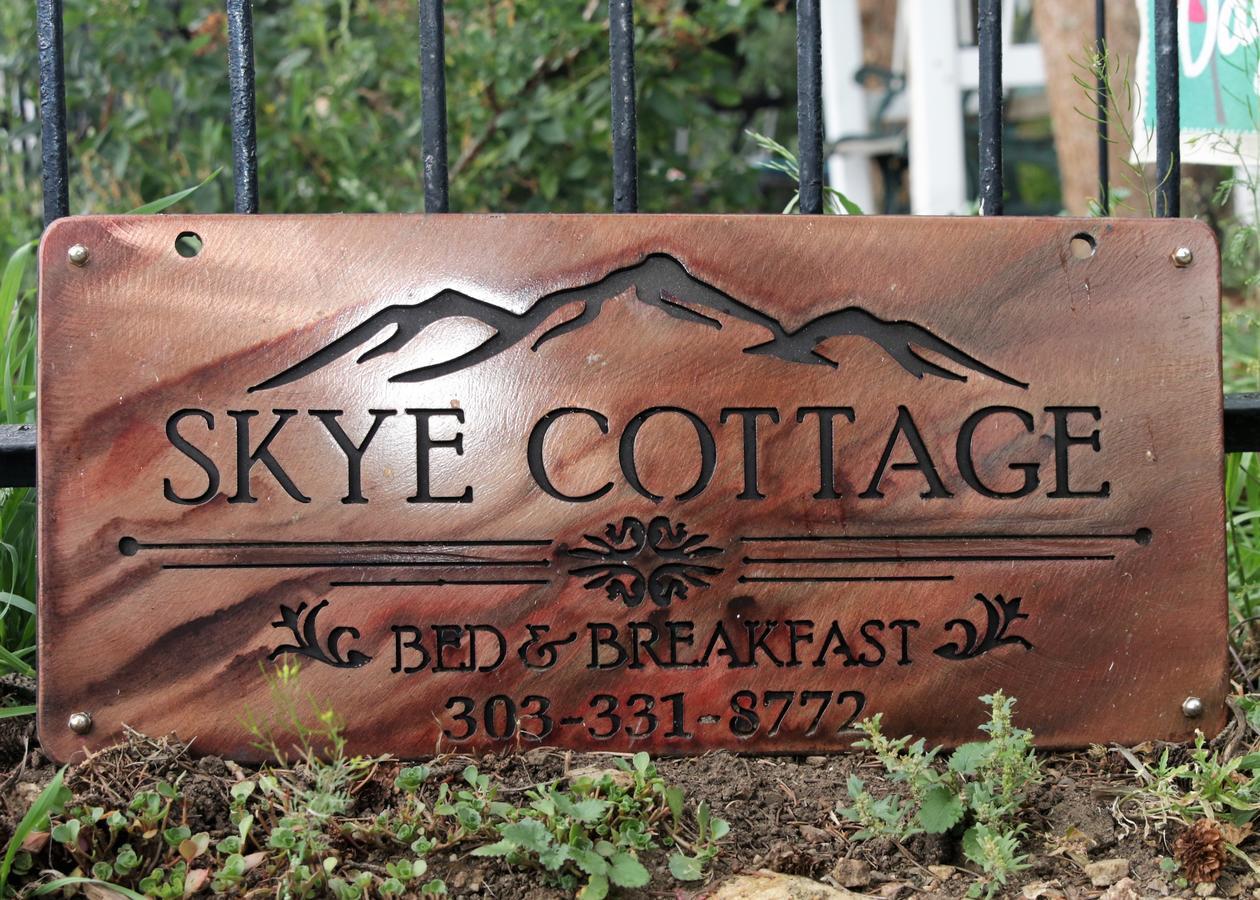 SKYE COTTAGE
BED & BREAKFAST
303-331-8772